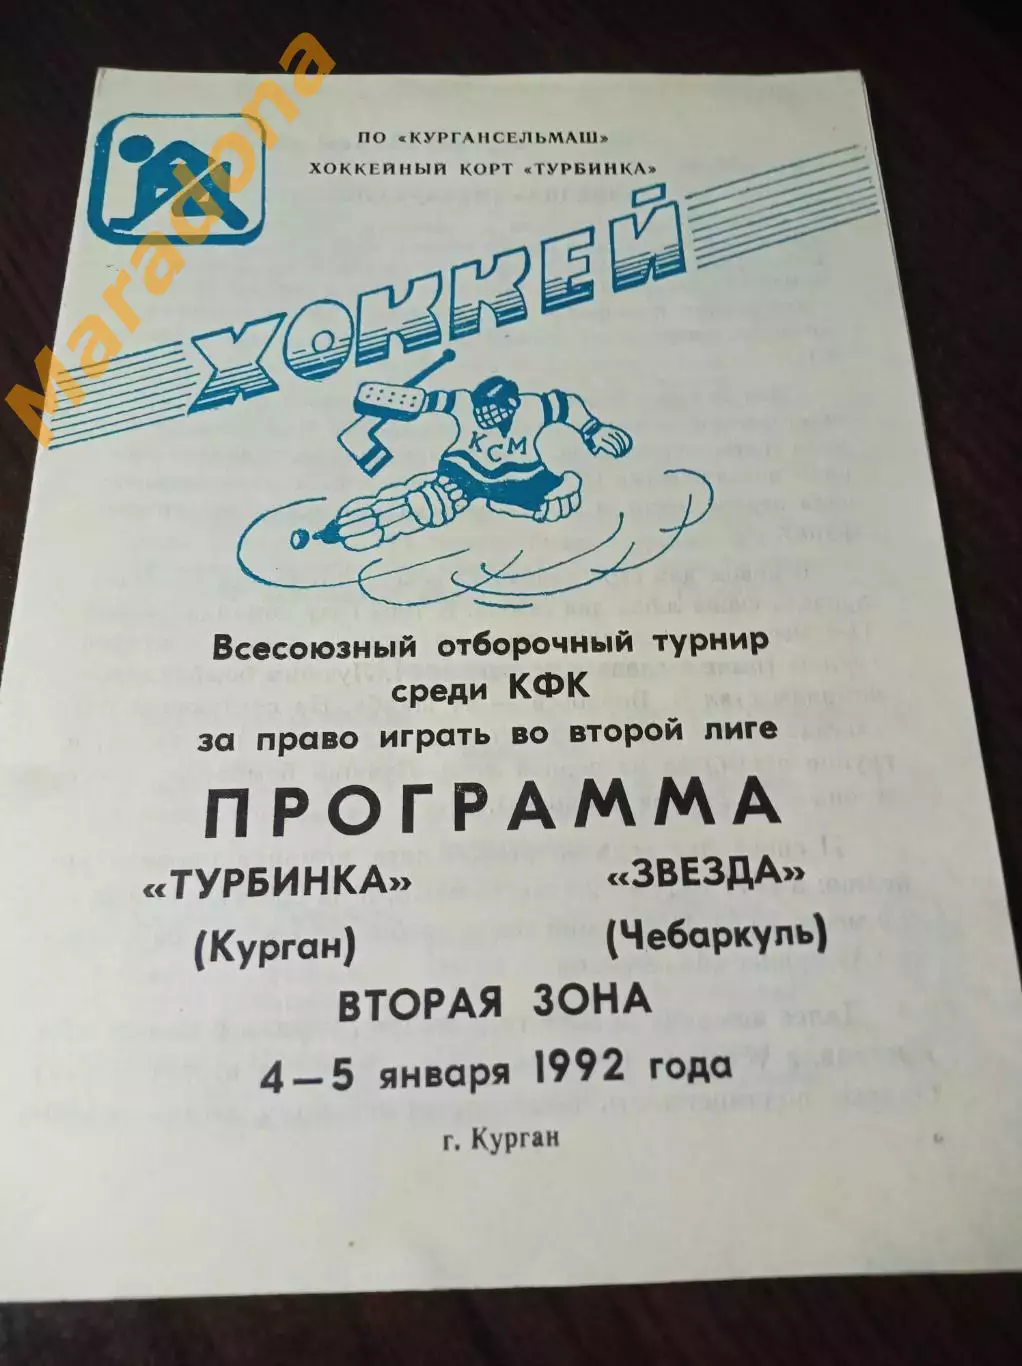 ПО «КУРГАНСЕЛЬМАШ»
ХОККЕЙНЫЙ КОРТ «ТУРБИНКА»
ХОККЕЙ
КСМ
Всесоюзный отборочный турнир
среди КФК
за право играть во второй лиге
ПРОГРАММА
«ТУРБИНКА» «ЗВЕЗДА»
(Курган) (Чебаркуль)
ВТОРАЯ ЗОНА
4—5 января 1992 года
г. Курган
Maradona